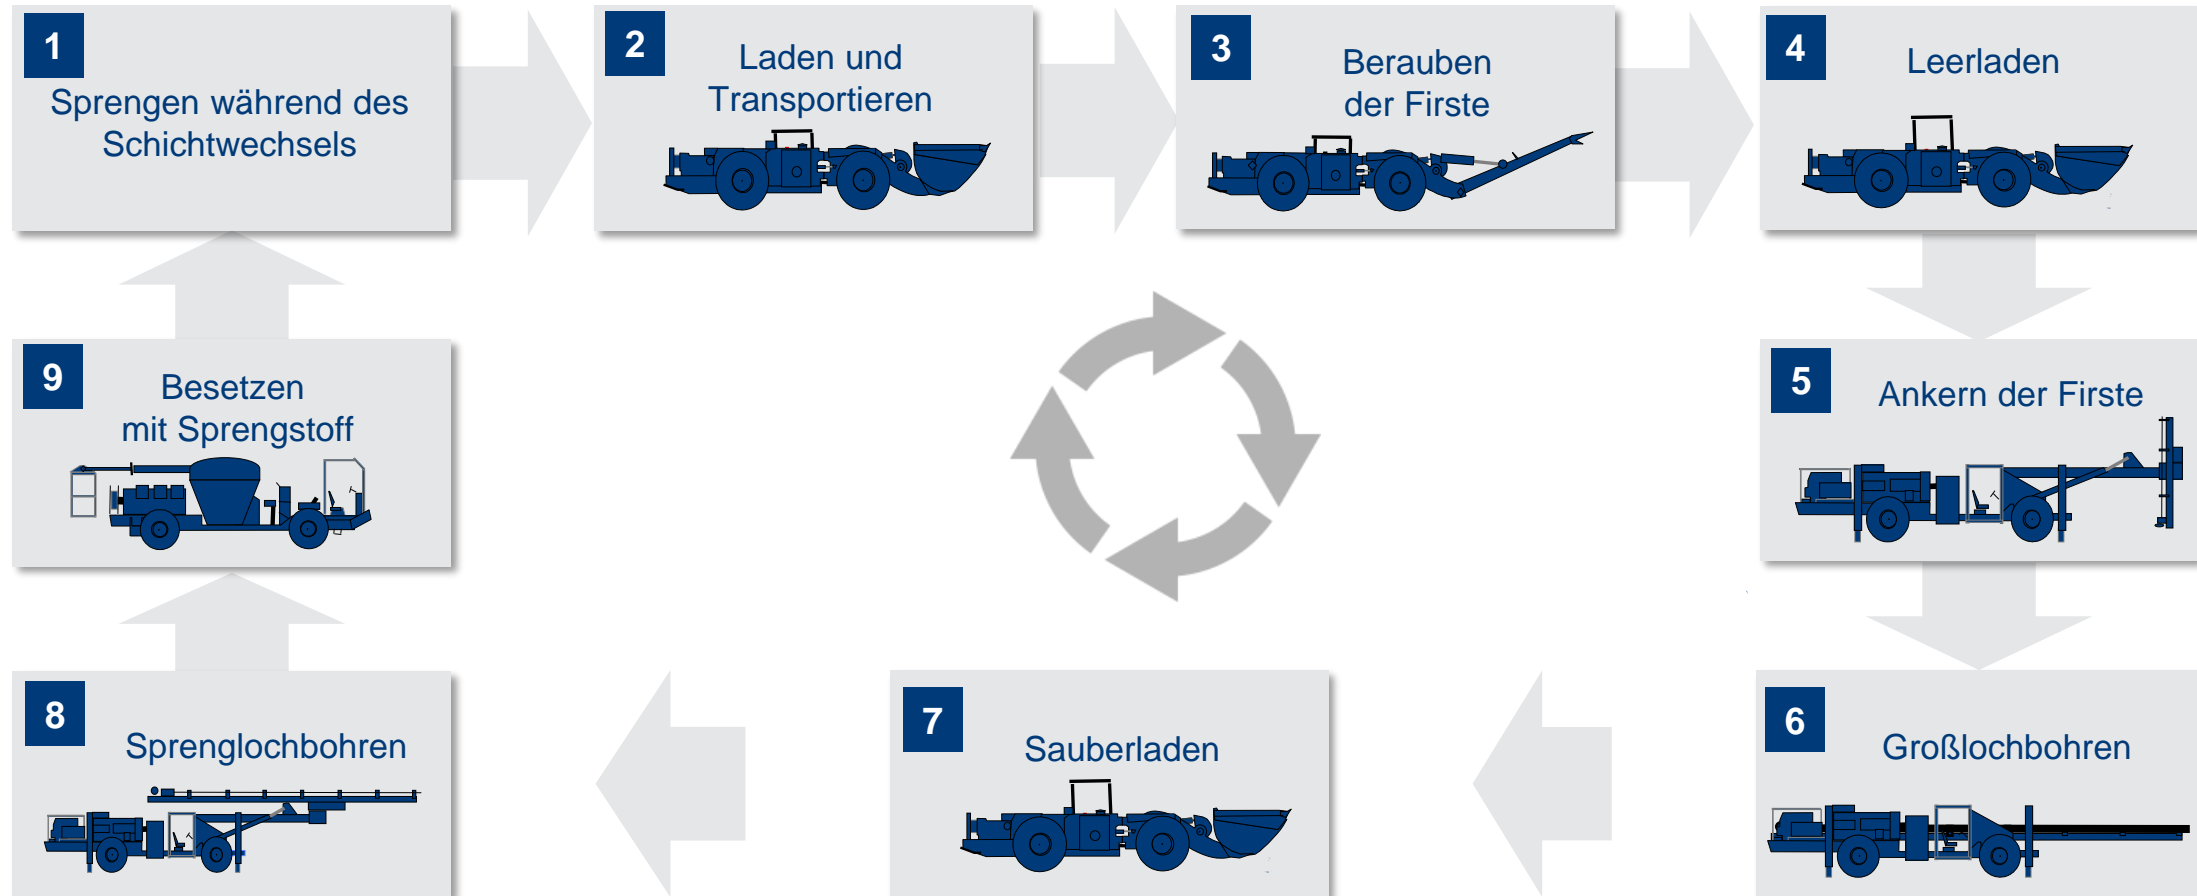 1
Sprengen während des
Schichtwechsels
2
Laden und
Transportieren
3
Berauben
der Firste
4
Leerladen
5
Ankern der Firste
6
Großlochbohren
7
Sauberladen
8
Sprenglochbohren
9
Besetzen
mit Sprengstoff